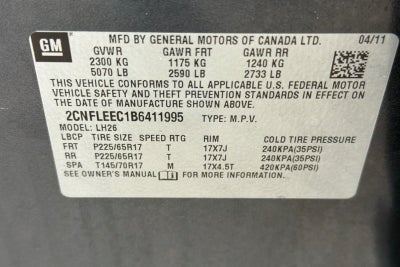 GM
MFD BY GENERAL MOTORS OF CANADA LTD. 04/11
GVWR GAWR FRT GAWR RR
2300 KG 1175 KG 1240 KG
5070 LB 2590 LB 2733 LB
THIS VEHICLE CONFORMS TO ALL APPLICABLE U.S. FEDERAL MOTOR
VEHICLE SAFETY AND THEFT PREVENTION STANDARDS IN EFFECT ON
THE DATE OF MANUFACTURE SHOWN ABOVE.
2CNFLEEC1B6411995 TYPE: M.P.V.
MODEL: LH26
LBCP TIRE SIZE SPEED RTG RIM COLD TIRE PRESSURE
FRT P225/65R17 T 17X7J 240KPA(35PSI)
RR P225/65R17 T 17X7J 240KPA(35PSI)
SPA T145/70R17 M 17X4.5T 420KPA(60PSI)
SEE OWNER'S MANUAL FOR MORE INFORMATION.